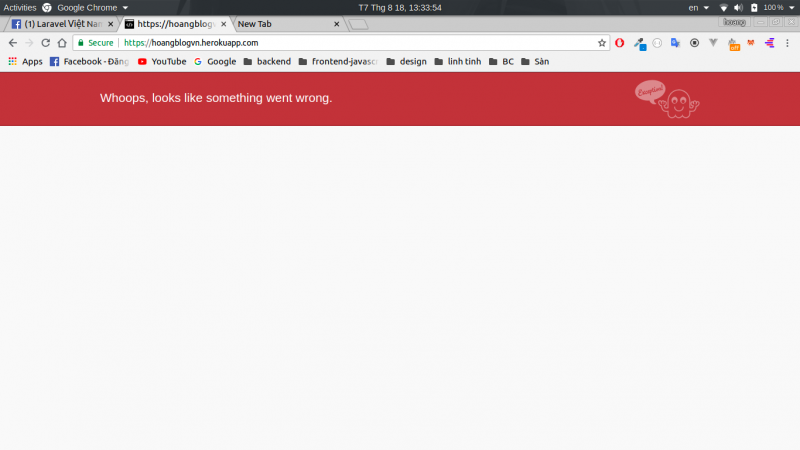 Activities Google Chrome T7 Thg 8 18, 13:33:54 en 100 %
(1) Laravel Việt Nam https://hoangblogv New Tab hoang
Secure https://hoangblogvn.herokuapp.com
Apps Facebook - Đăng YouTube Google backend frontend-javasc design linh tinh BC Sàn
Whoops, looks like something went wrong.
Exception!